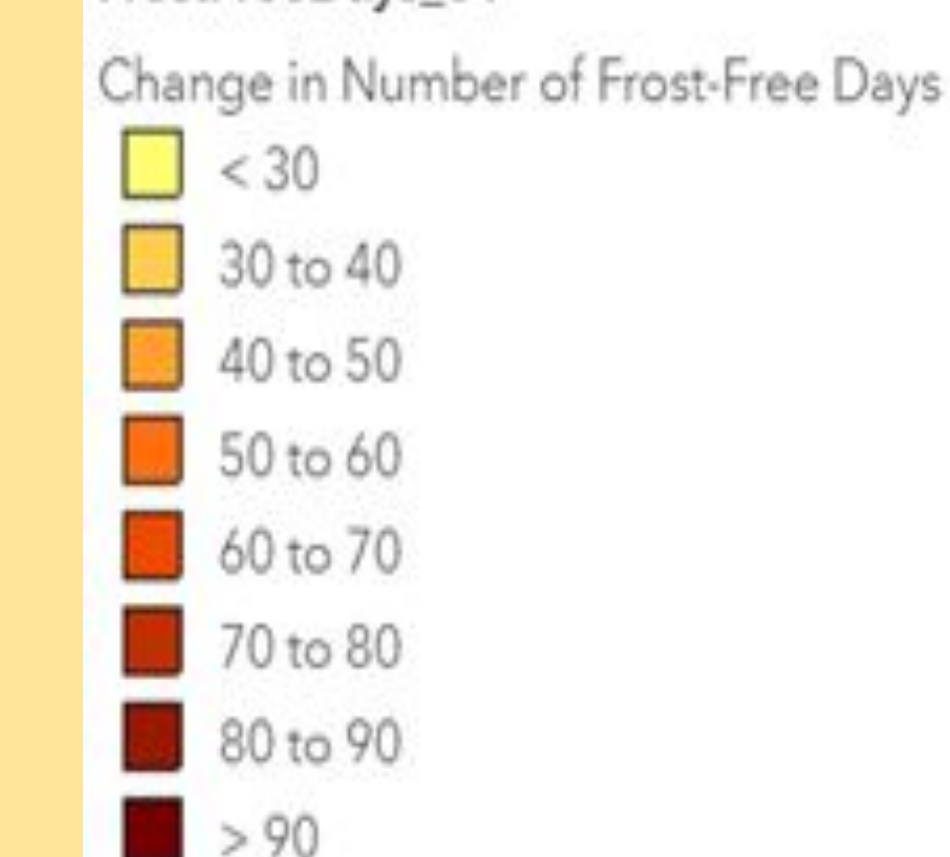 Change in Number of Frost-Free Days
< 30
30 to 40
40 to 50
50 to 60
60 to 70
70 to 80
80 to 90
> 90